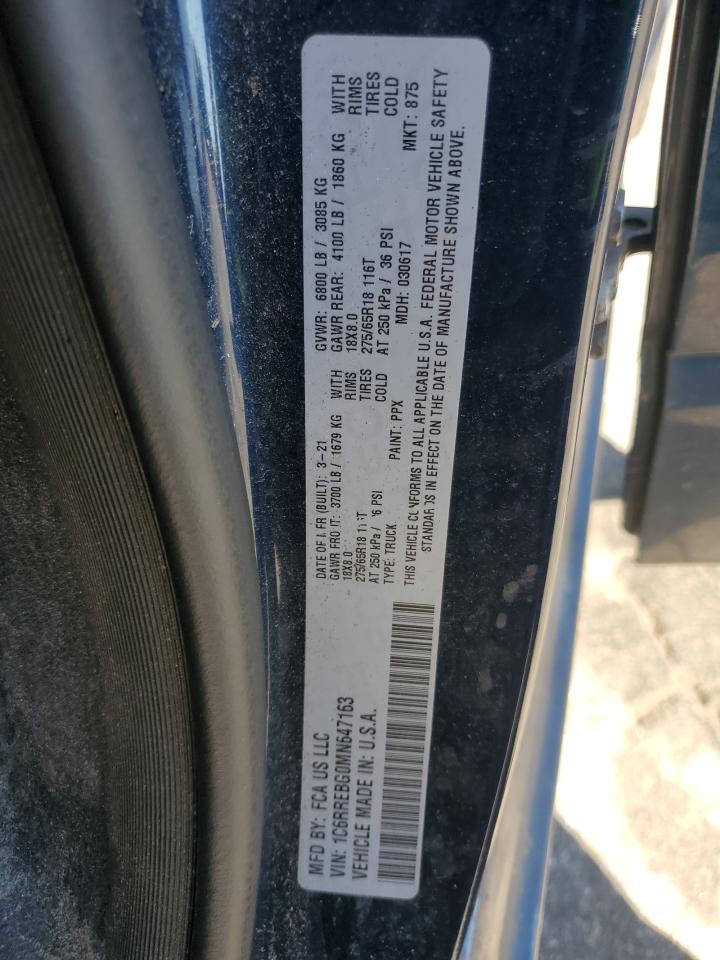 MFD BY: FCA US LLC
DATE OF MFR (BUILT): 3-21
GVWR: 6800 LB / 3085 KG
VIN: 1C6RREBG0MN647163
GAWR FRONT: 3700 LB / 1679 KG WITH
GAWR REAR: 4100 LB / 1860 KG WITH
VEHICLE MADE IN: U.S.A.
18X8.0 RIMS
18X8.0 RIMS
275/65R18 116T TIRES
275/65R18 116T TIRES
AT 250 kPa / 36 PSI COLD
AT 250 kPa / 36 PSI COLD
TYPE: TRUCK PAINT: PPX MDH: 030617 MKT: 875
THIS VEHICLE CONFORMS TO ALL APPLICABLE U.S.A. FEDERAL MOTOR VEHICLE SAFETY
STANDARDS IN EFFECT ON THE DATE OF MANUFACTURE SHOWN ABOVE.